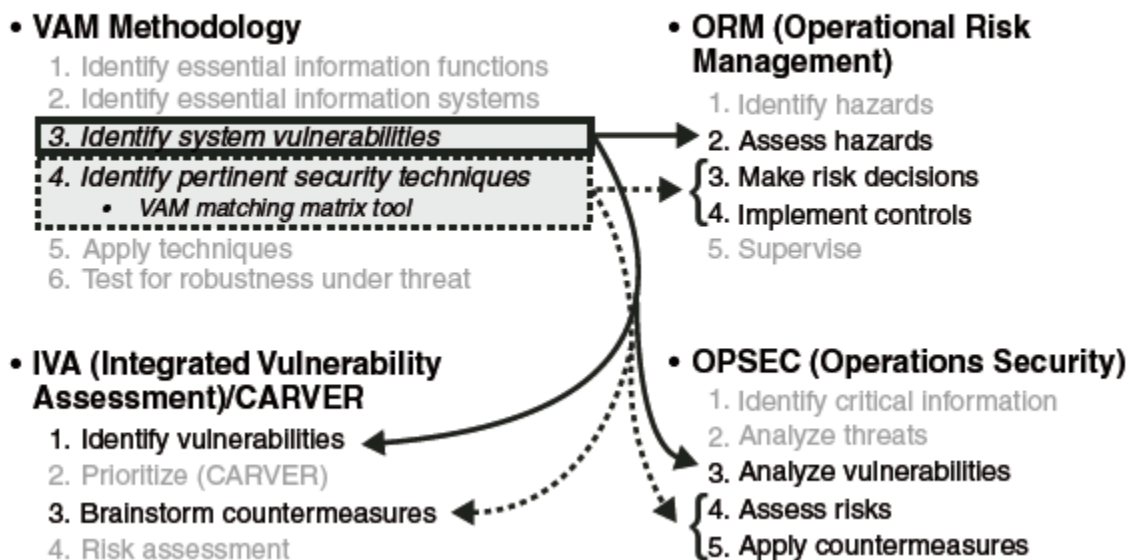 • VAM Methodology
1. Identify essential information functions
2. Identify essential information systems
3. Identify system vulnerabilities
4. Identify pertinent security techniques
• VAM matching matrix tool
5. Apply techniques
6. Test for robustness under threat
• ORM (Operational Risk
Management)
1. Identify hazards
2. Assess hazards
3. Make risk decisions
4. Implement controls
5. Supervise
• IVA (Integrated Vulnerability
Assessment)/CARVER
1. Identify vulnerabilities
2. Prioritize (CARVER)
3. Brainstorm countermeasures
4. Risk assessment
• OPSEC (Operations Security)
1. Identify critical information
2. Analyze threats
3. Analyze vulnerabilities
4. Assess risks
5. Apply countermeasures